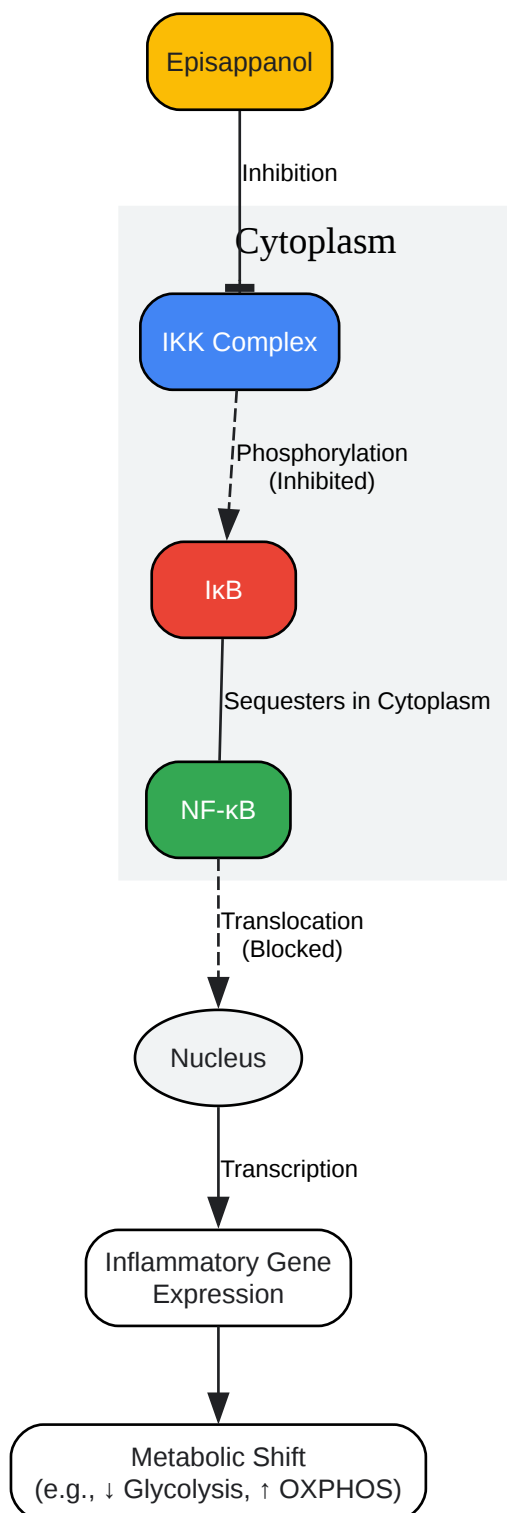 Episappanol
Inhibition
Cytoplasm
IKK Complex
Phosphorylation
(Inhibited)
IκB
Sequesters in Cytoplasm
NF-κB
Translocation
(Blocked)
Nucleus
Transcription
Inflammatory Gene
Expression
Metabolic Shift
(e.g., ↓ Glycolysis, ↑ OXPHOS)